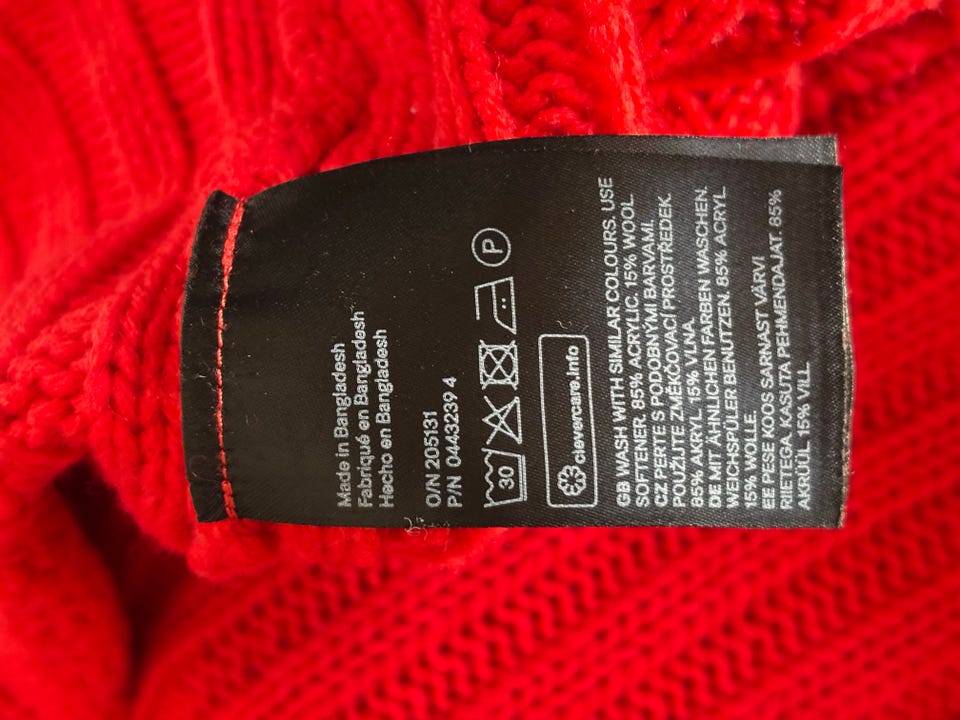 Made in Bangladesh
Fabriqué en Bangladesh
Hecho en Bangladesh
O/N 205131
P/N 0443239 4
30
P
clevercare.info
GB WASH WITH SIMILAR COLOURS. USE
SOFTENER. 85% ACRYLIC. 15% WOOL
CZ PERTE S PODOBNÝMI BARVAMI.
POUŽIJTE ZMĚKČOVACÍ PROSTŘEDEK.
85% AKRYL. 15% VLNA.
DE MIT ÄHNLICHEN FARBEN WASCHEN.
WEICHSPÜLER BENUTZEN. 85% ACRYL.
15% WOLLE.
EE PESE KOOS SARNAST VÄRVI
RIIETEGA. KASUTA PEHMENDAJAT. 85%
AKRÜÜL. 15% VILL